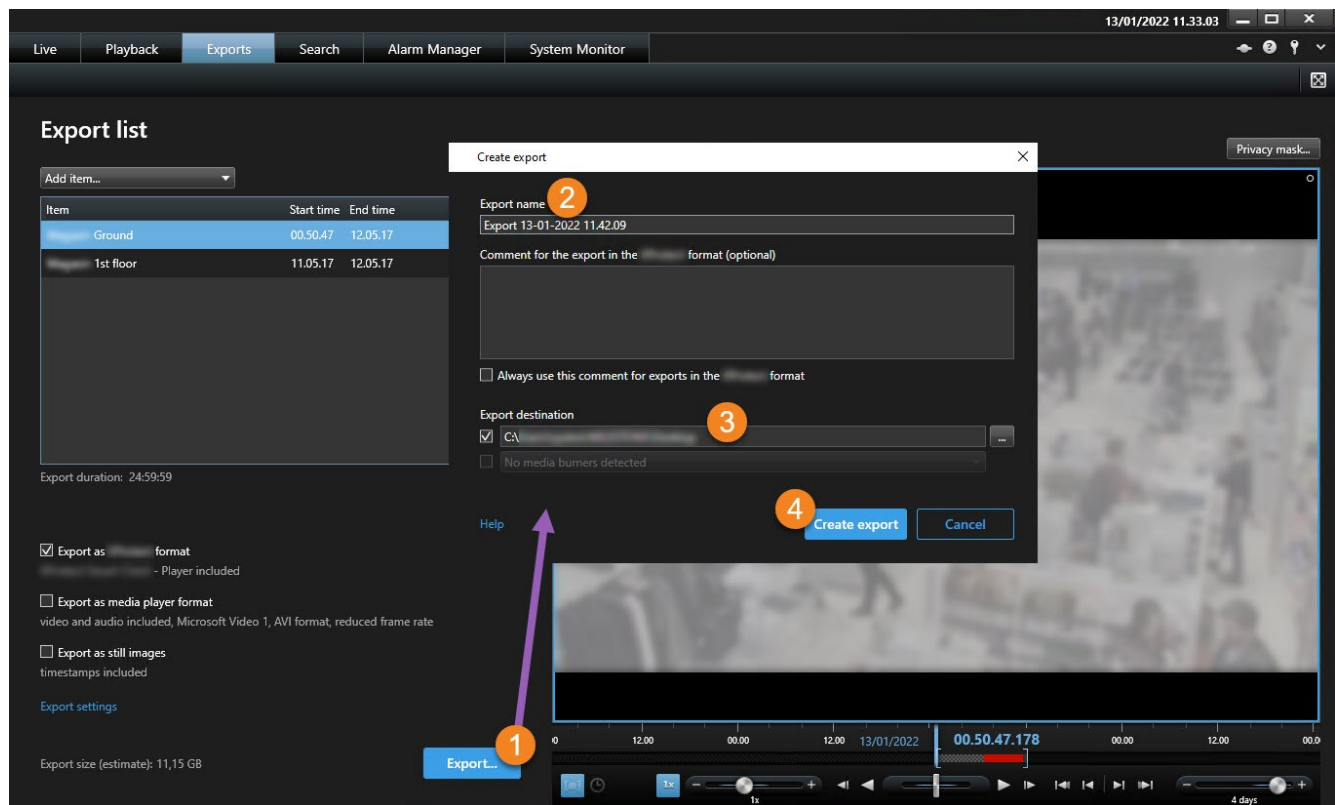 13/01/2022 11.33.03
Live Playback Exports Search Alarm Manager System Monitor
Export list
Privacy mask...
Add item...
Item Start time End time
Ground 00.50.47 12.05.17
1st floor 11.05.17 12.05.17
Export duration: 24:59:59
Export as format
- Player included
Export as media player format
video and audio included, Microsoft Video 1, AVI format, reduced frame rate
Export as still images
timestamps included
Export settings
Export size (estimate): 11,15 GB
1
Export...
Create export
Export name 2
Export 13-01-2022 11.42.09
Comment for the export in the format (optional)
Always use this comment for exports in the format
Export destination
3
C:\
...
No media burners detected
Help
4
Create export Cancel
12.00 00.00 12.00 13/01/2022 00.50.47.178 00.00 12.00
1x
1x
4 days